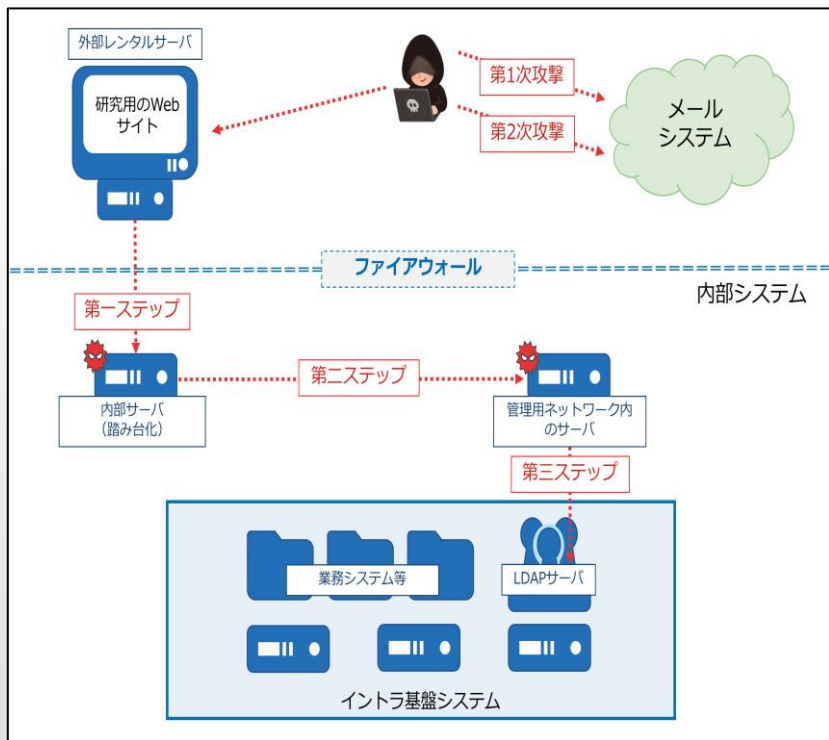 外部レンタルサーバ
研究用のWeb
サイト
第1次攻撃
第2次攻撃
メール
システム
ファイアウォール
内部システム
第一ステップ
第二ステップ
内部サーバ
（踏み台化）
管理用ネットワーク内
のサーバ
第三ステップ
業務システム等
LDAPサーバ
イントラ基盤システム